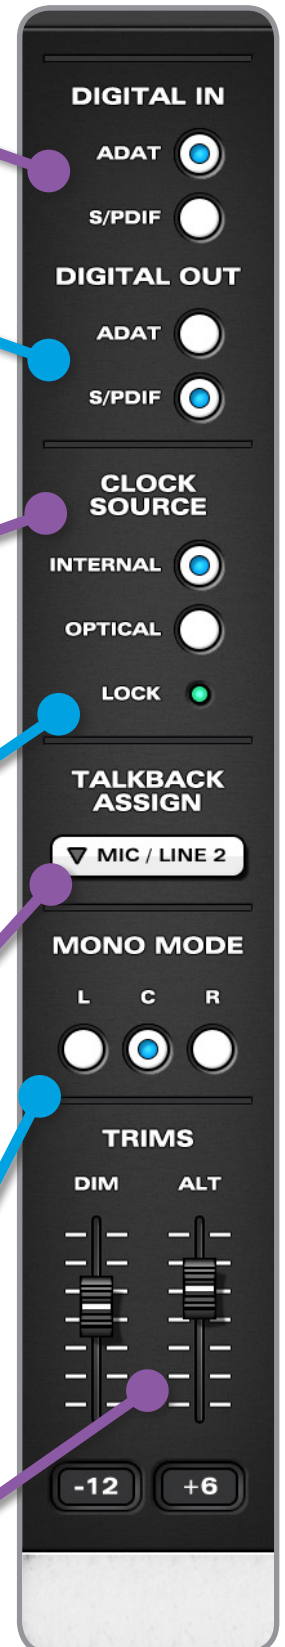 DIGITAL IN
ADAT
S/PDIF
DIGITAL OUT
ADAT
S/PDIF
CLOCK
SOURCE
INTERNAL
OPTICAL
LOCK
TALKBACK
ASSIGN
MIC / LINE 2
MONO MODE
L C R
TRIMS
DIM ALT
-12 +6